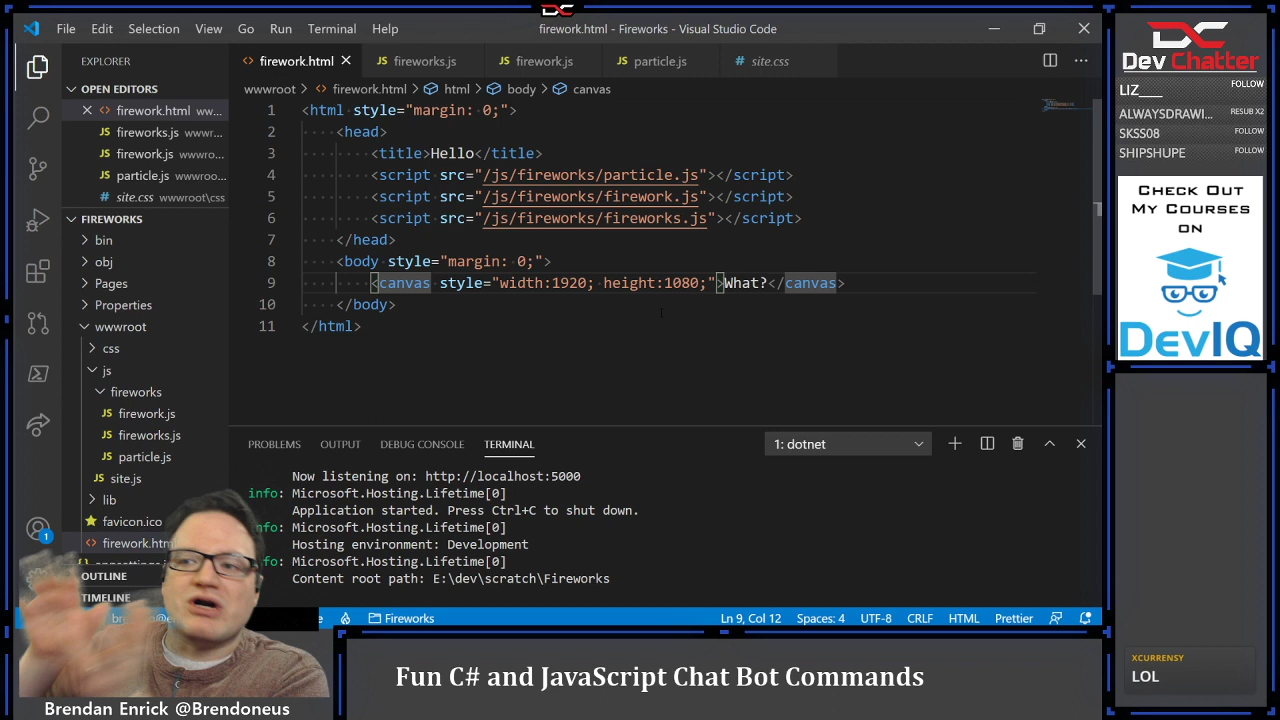 DC
File Edit Selection View Go Run Terminal Help
firework.html - Fireworks - Visual Studio Code
EXPLORER
OPEN EDITORS
firework.html ww...
fireworks.js wwwr...
firework.js wwwro...
particle.js wwwroo...
site.css wwwroot\css
FIREWORKS
bin
obj
Pages
Properties
wwwroot
css
js
fireworks
firework.js
fireworks.js
particle.js
site.js
lib
favicon.ico
firework.html
OUTLINE
TIMELINE
firework.html fireworks.js firework.js particle.js site.css
wwwroot > firework.html > html > body > canvas
1 <html style="margin: 0;">
2 <head>
3 <title>Hello</title>
4 <script src="/js/fireworks/particle.js"></script>
5 <script src="/js/fireworks/firework.js"></script>
6 <script src="/js/fireworks/fireworks.js"></script>
7 </head>
8 <body style="margin: 0;">
9 <canvas style="width:1920; height:1080;">What?</canvas>
10 </body>
11 </html>
PROBLEMS OUTPUT DEBUG CONSOLE TERMINAL 1: dotnet
Now listening on: http://localhost:5000
info: Microsoft.Hosting.Lifetime[0]
Application started. Press Ctrl+C to shut down.
info: Microsoft.Hosting.Lifetime[0]
Hosting environment: Development
info: Microsoft.Hosting.Lifetime[0]
Content root path: E:\dev\scratch\Fireworks
1
Fireworks Ln 9, Col 12 Spaces: 4 UTF-8 CRLF HTML Prettier
Dev Chatter
LIZ___ FOLLOW
ALWAYSDRAWI... RESUB X2
SKSS08 FOLLOW
SHIPSHUPE FOLLOW
CHECK OUT
MY COURSES
ON
DevIQ
XCURRENSY
LOL
Fun C# and JavaScript Chat Bot Commands
Brendan Enrick @Brendoneus